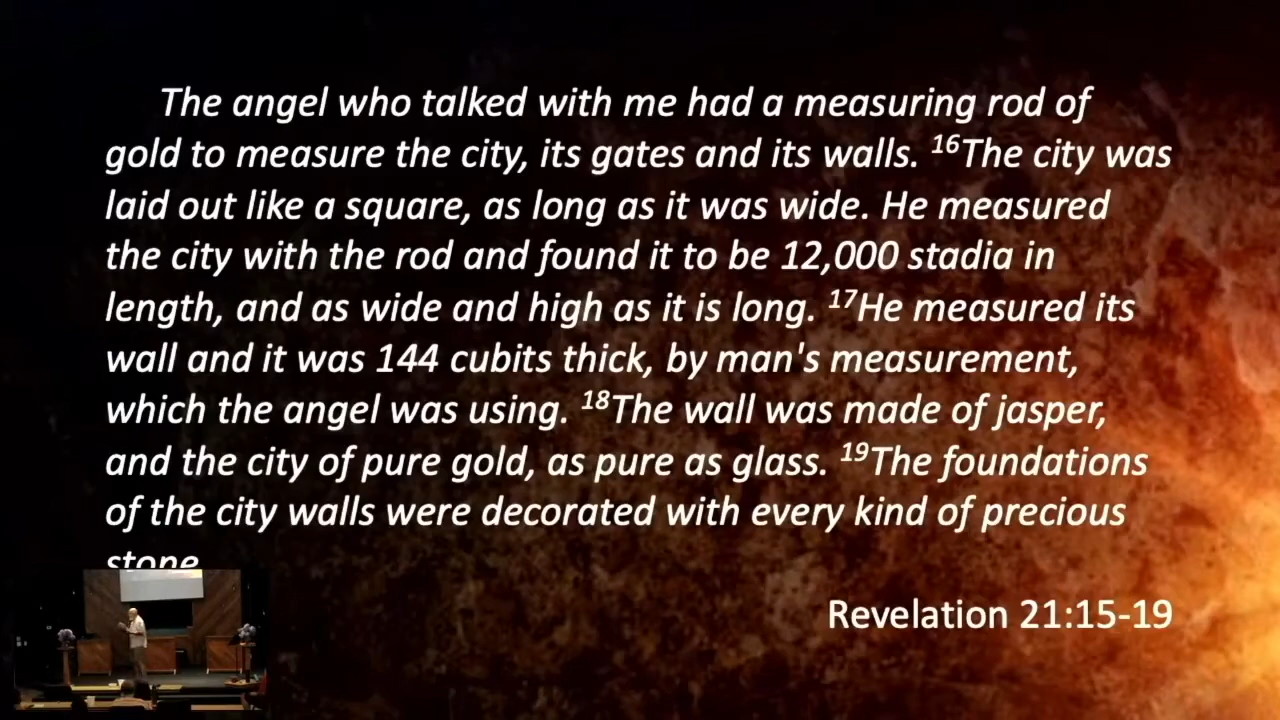 The angel who talked with me had a measuring rod of
gold to measure the city, its gates and its walls. ¹⁶The city was
laid out like a square, as long as it was wide. He measured
the city with the rod and found it to be 12,000 stadia in
length, and as wide and high as it is long. ¹⁷He measured its
wall and it was 144 cubits thick, by man's measurement,
which the angel was using. ¹⁸The wall was made of jasper,
and the city of pure gold, as pure as glass. ¹⁹The foundations
of the city walls were decorated with every kind of precious
stone
Revelation 21:15-19